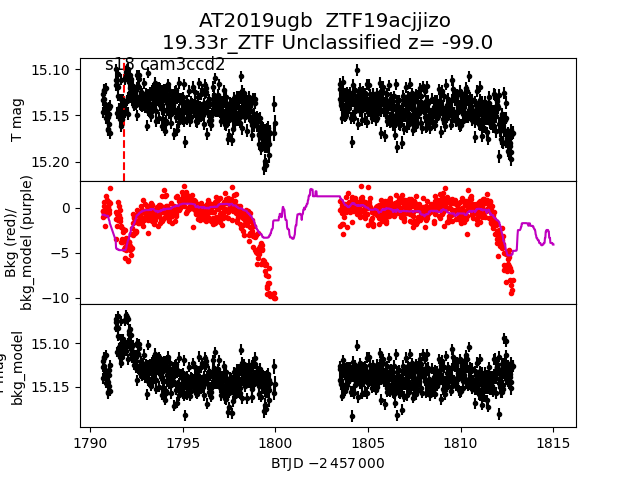 AT2019ugb  ZTF19acjjizo
19.33r_ZTF Unclassified z= -99.0
s18 cam3ccd2
15.10
15.15
15.20
T mag
0
−5
−10
Bkg (red)/
bkg_model (purple)
15.10
15.15
mag
bkg_model
1790 1795 1800 1805 1810 1815
BTJD −2 457 000